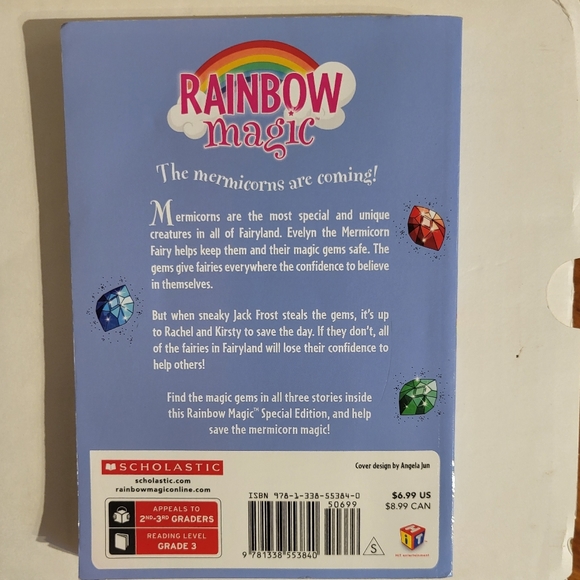 RAINBOW
magic™
The mermicorns are coming!
Mermicorns are the most special and unique
creatures in all of Fairyland. Evelyn the Mermicorn
Fairy helps keep them and their magic gems safe. The
gems give fairies everywhere the confidence to believe
in themselves.
But when sneaky Jack Frost steals the gems, it's up
to Rachel and Kirsty to save the day. If they don't, all
of the fairies in Fairyland will lose their confidence to
help others!
Find the magic gems in all three stories inside
this Rainbow Magic™ Special Edition, and help
save the mermicorn magic!
SCHOLASTIC
scholastic.com
rainbowmagiconline.com
APPEALS TO
2ND-3RD GRADERS
READING LEVEL
GRADE 3
Cover design by Angela Jun
ISBN 978-1-338-55384-0
50699
9 781338 553840
S
$6.99 US
$8.99 CAN
HIT
HIT entertainment